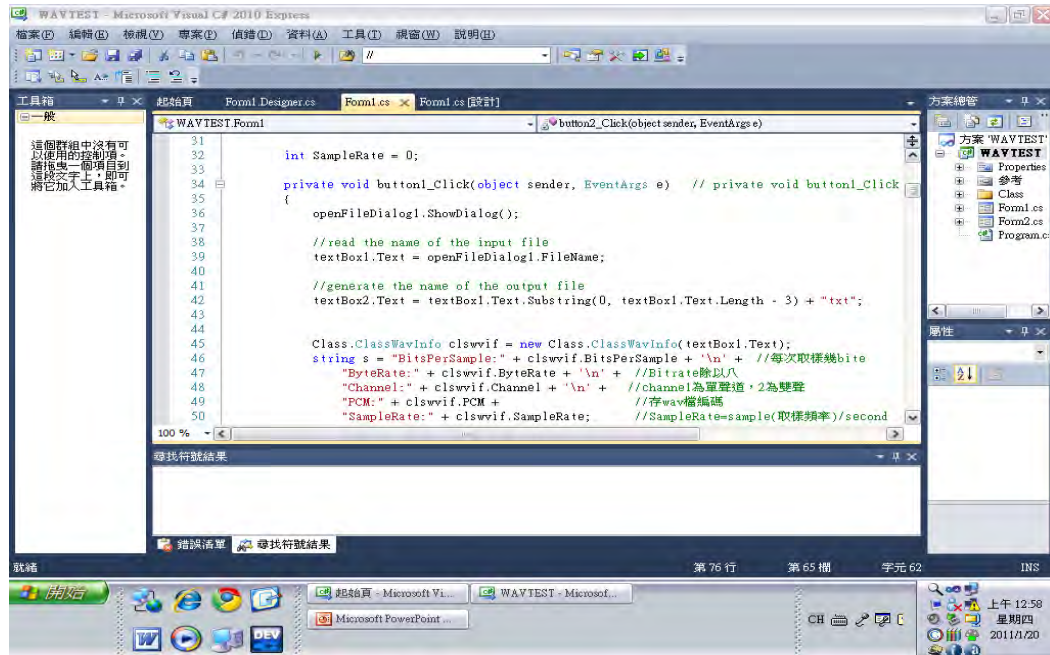 WAVTEST - Microsoft Visual C# 2010 Express
檔案(F) 編輯(E) 檢視(V) 專案(P) 偵錯(D) 資料(A) 工具(T) 視窗(W) 說明(H)
//
工具箱
一般
這個群組中沒有可以使用的控制項。請拖曳一個項目到這段文字上,即可將它加入工具箱。
起始頁 Form1.Designer.cs Form1.cs Form1.cs [設計]
WAVTEST.Form1 button2_Click(object sender, EventArgs e)
31
32 int SampleRate = 0;
33
34 private void button1_Click(object sender, EventArgs e) // private void button1_Click
35 {
36 openFileDialog1.ShowDialog();
37
38 //read the name of the input file
39 textBox1.Text = openFileDialog1.FileName;
40
41 //generate the name of the output file
42 textBox2.Text = textBox1.Text.Substring(0, textBox1.Text.Length - 3) + "txt";
43
44
45 Class.ClassWavInfo clswvif = new Class.ClassWavInfo(textBox1.Text);
46 string s = "BitsPerSample:" + clswvif.BitsPerSample + '\n' + //每次取樣幾bite
47 "ByteRate:" + clswvif.ByteRate + '\n' + //Bitrate除以八
48 "Channel:" + clswvif.Channel + '\n' + //channel1為單聲道,2為雙聲
49 "PCM:" + clswvif.PCM + //存wav檔編碼
50 "SampleRate:" + clswvif.SampleRate; //SampleRate=sample(取樣頻率)/second
100 %
尋找符號結果
錯誤清單 尋找符號結果
方案總管
方案 'WAVTEST'
WAVTEST
Properties
參考
Class
Form1.cs
Form2.cs
Program.c
屬性
就緒 第 76 行 第 65 欄 字元 62 INS
開始
起始頁 - Microsoft Vi...
WAVTEST - Microsof...
Microsoft PowerPoint ...
DEV
CH
上午 12:58
星期四
2011/1/20